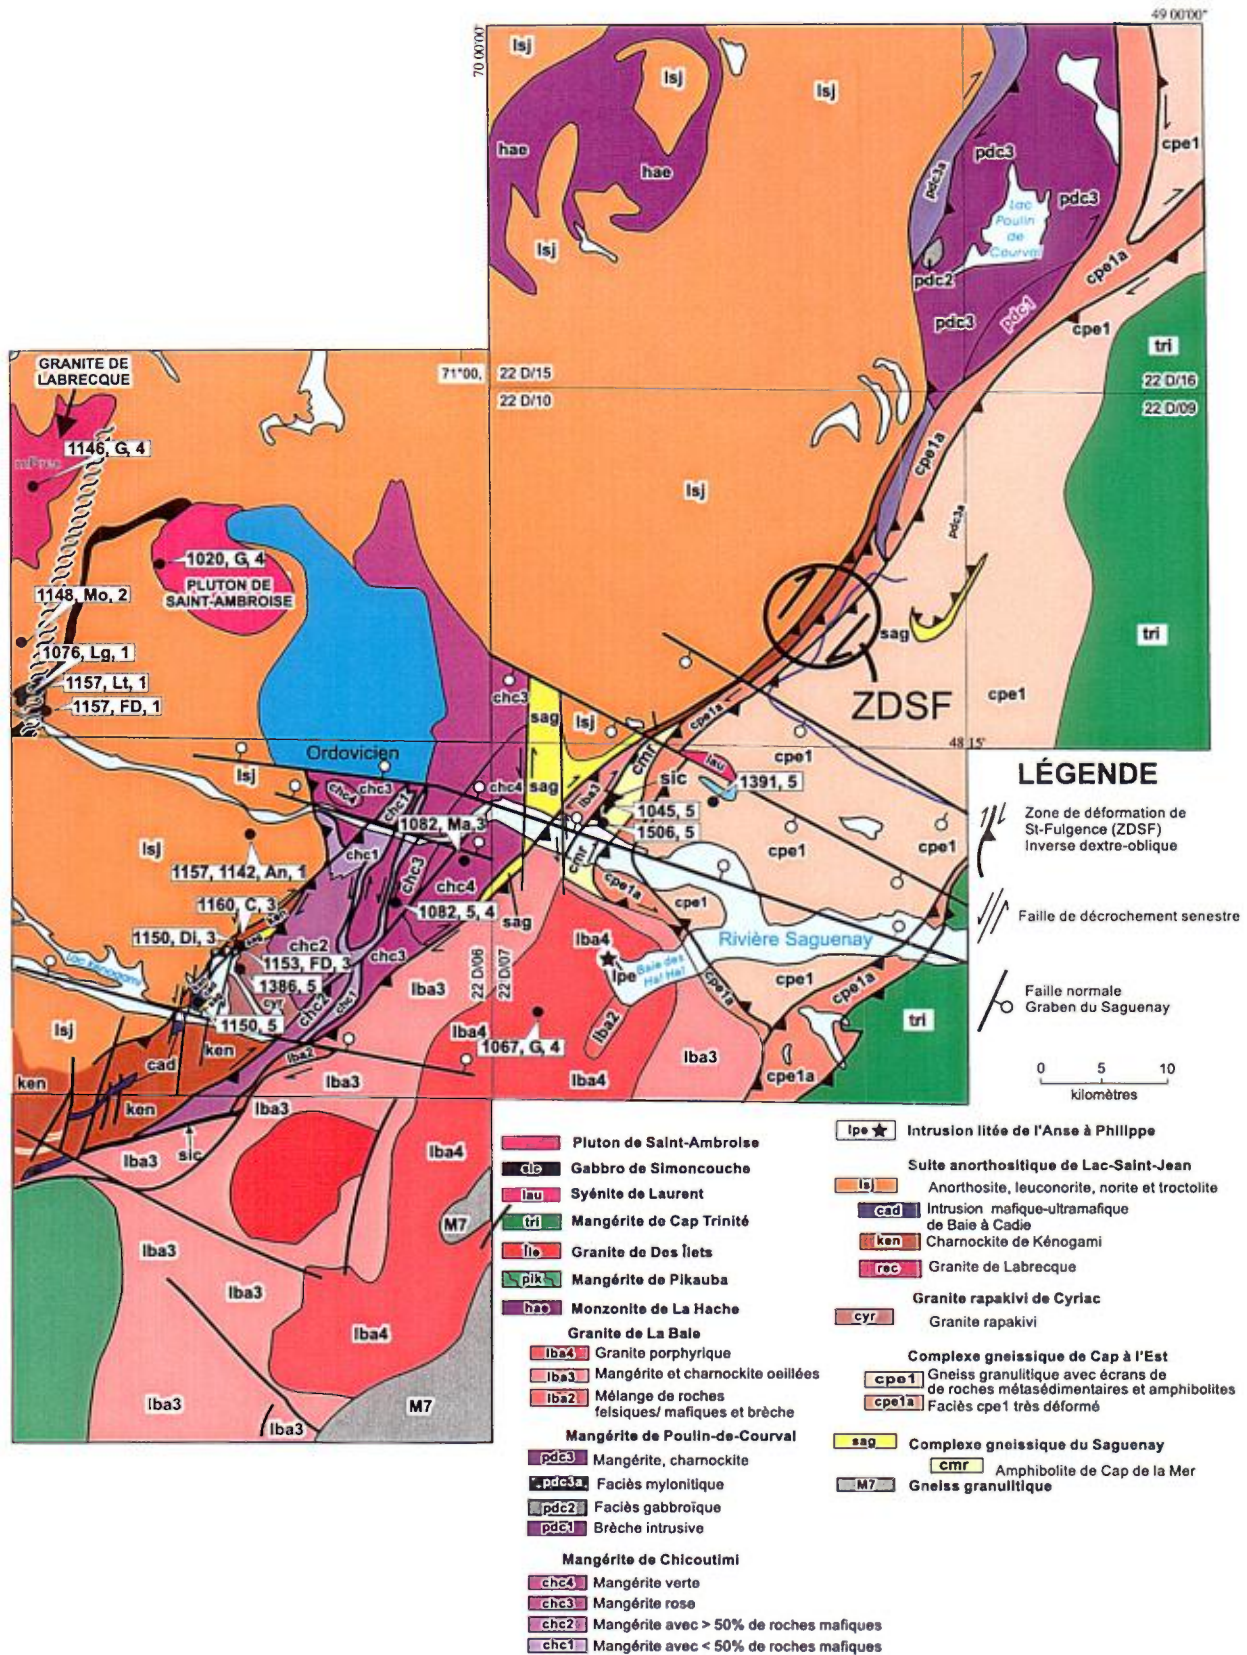 49 00'00"
70 00'00"
lsj
lsj
lsj
hae
hae
lsj
cpe1
pdc3
pdc3a
pdc3
Lac
Poulin
de
Courval
pdc2
cpe1a
pdc3
pdc1
cpe1
tri
GRANITE DE
LABRECQUE
71°00,
22 D/15
22 D/16
22 D/10
22 D/09
1146, G, 4
cpe1a
lsj
pdc3a
1020, G, 4
PLUTON DE
SAINT-AMBROISE
1148, Mo, 2
sag
tri
1076, Lg, 1
1157, Lt, 1
1157, FD, 1
chc3
cpe1
ZDSF
sag
lsj
cpe1a
48 15'
Ordovicien
lsj
cmr
cpe1
chc4
chc3
chc4
sag
lau
sic
1391, 5
chc1
lba3
1045, 5
1082, Ma,3
1506, 5
lsj
chc1
chc3
cmr
cpe1
cpe1
1157, 1142, An, 1
chc4
cpe1a
1160, C, 3
1082, 5, 4
sag
cpe1
ken
1150, Di, 3
chc2
lba4
Rivière Saguenay
Lac Kénogami
1153, FD, 3
chc3
lpe
Baie des
Ha! Ha!
1386, 5
lba3
22 D/06
22 D/07
cpe1
cpe1a
cpe1a
cyr
chc2
chc1
1150, 5
lba2
tri
lsj
lba4
1067, G, 4
ken
cad
lba2
lba3
lba3
lba4
cpe1a
ken
ken
lba3
sic
lba3
lba4
M7
lba3
lba3
lba4
lba3
M7
lba3
LÉGENDE
Zone de déformation de
St-Fulgence (ZDSF)
Inverse dextre-oblique
Faille de décrochement senestre
Faille normale
Graben du Saguenay
0 5 10
kilomètres
Pluton de Saint-Ambroise
sic Gabbro de Simoncouche
lau Syénite de Laurent
tri Mangérite de Cap Trinité
île Granite de Des Îlets
pik Mangérite de Pikauba
hae Monzonite de La Hache
Granite de La Baie
lba4 Granite porphyrique
lba3 Mangérite et charnockite oeillées
lba2 Mélange de roches
felsiques/ mafiques et brèche
Mangérite de Poulin-de-Courval
pdc3 Mangérite, charnockite
pdc3a Faciès mylonitique
pdc2 Faciès gabbroïque
pdc1 Brèche intrusive
Mangérite de Chicoutimi
chc4 Mangérite verte
chc3 Mangérite rose
chc2 Mangérite avec > 50% de roches mafiques
chc1 Mangérite avec < 50% de roches mafiques
lpe Intrusion litée de l'Anse à Philippe
Suite anorthositique de Lac-Saint-Jean
lsj Anorthosite, leuconorite, norite et troctolite
cad Intrusion mafique-ultramafique
de Baie à Cadie
ken Charnockite de Kénogami
rec Granite de Labrecque
Granite rapakivi de Cyriac
cyr Granite rapakivi
Complexe gneissique de Cap à l'Est
cpe1 Gneiss granulitique avec écrans de
de roches métasédimentaires et amphibolites
cpe1a Faciès cpe1 très déformé
sag Complexe gneissique du Saguenay
cmr Amphibolite de Cap de la Mer
M7 Gneiss granulitique